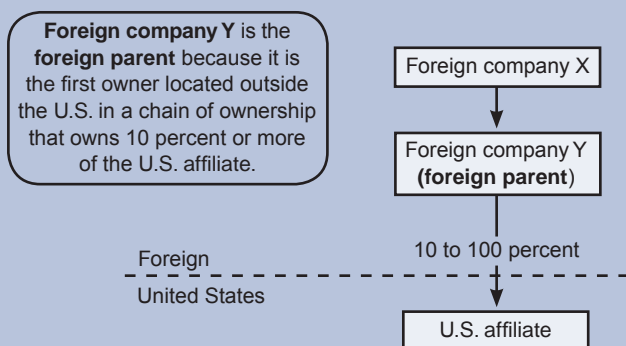 Foreign company Y is the
foreign parent because it is
the first owner located outside
the U.S. in a chain of ownership
that owns 10 percent or more
of the U.S. affiliate.
Foreign company X
Foreign company Y
(foreign parent)
10 to 100 percent
Foreign
United States
U.S. affiliate